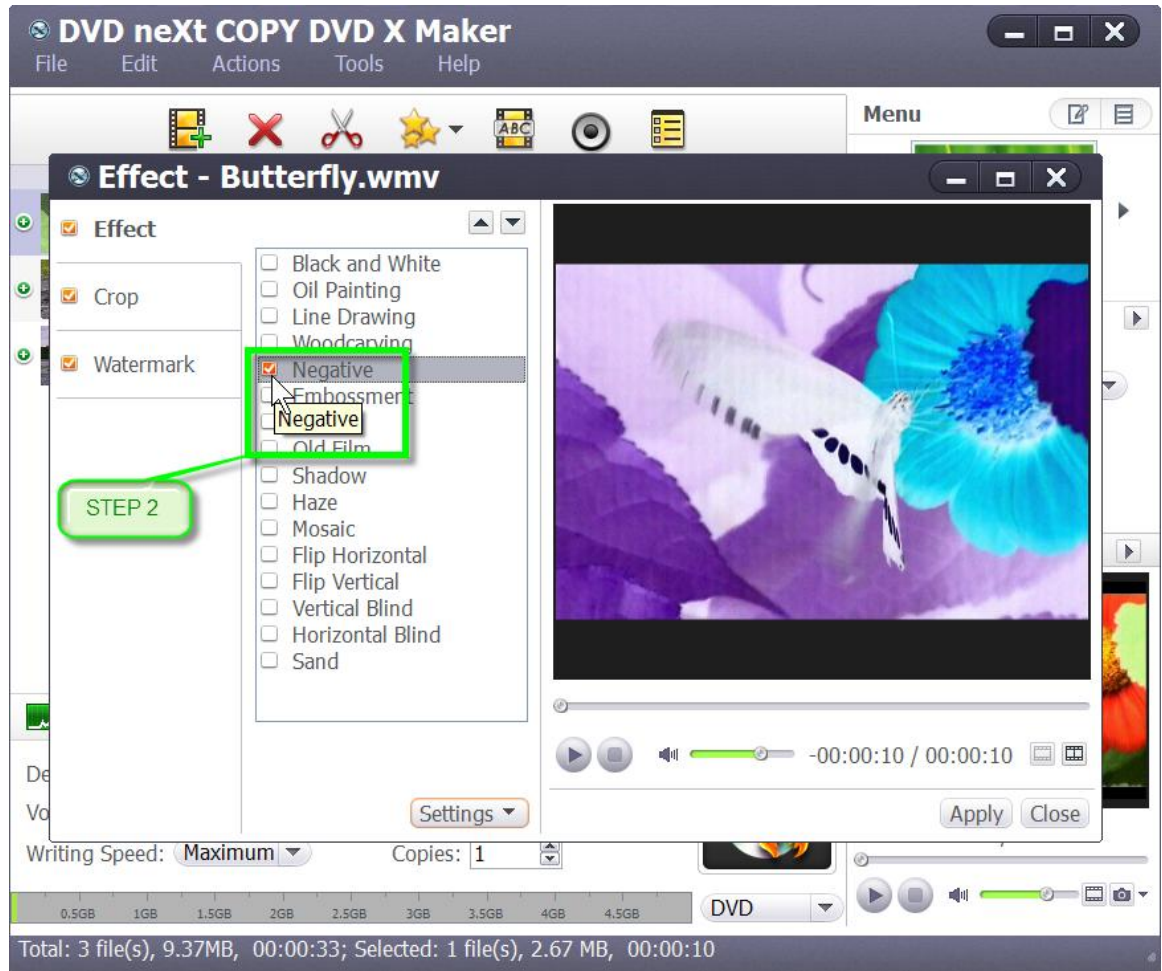 DVD neXt COPY DVD X Maker
File Edit Actions Tools Help
ABC
Menu
Effect - Butterfly.wmv
Effect
Crop
Watermark
Black and White
Oil Painting
Line Drawing
Woodcarving
Negative
Embossment
Negative
Old Film
Shadow
Haze
Mosaic
Flip Horizontal
Flip Vertical
Vertical Blind
Horizontal Blind
Sand
STEP 2
-00:00:10 / 00:00:10
Settings
Apply Close
De
Vo
Writing Speed: Maximum Copies: 1
0.5GB 1GB 1.5GB 2GB 2.5GB 3GB 3.5GB 4GB 4.5GB
DVD
Total: 3 file(s), 9.37MB, 00:00:33; Selected: 1 file(s), 2.67 MB, 00:00:10